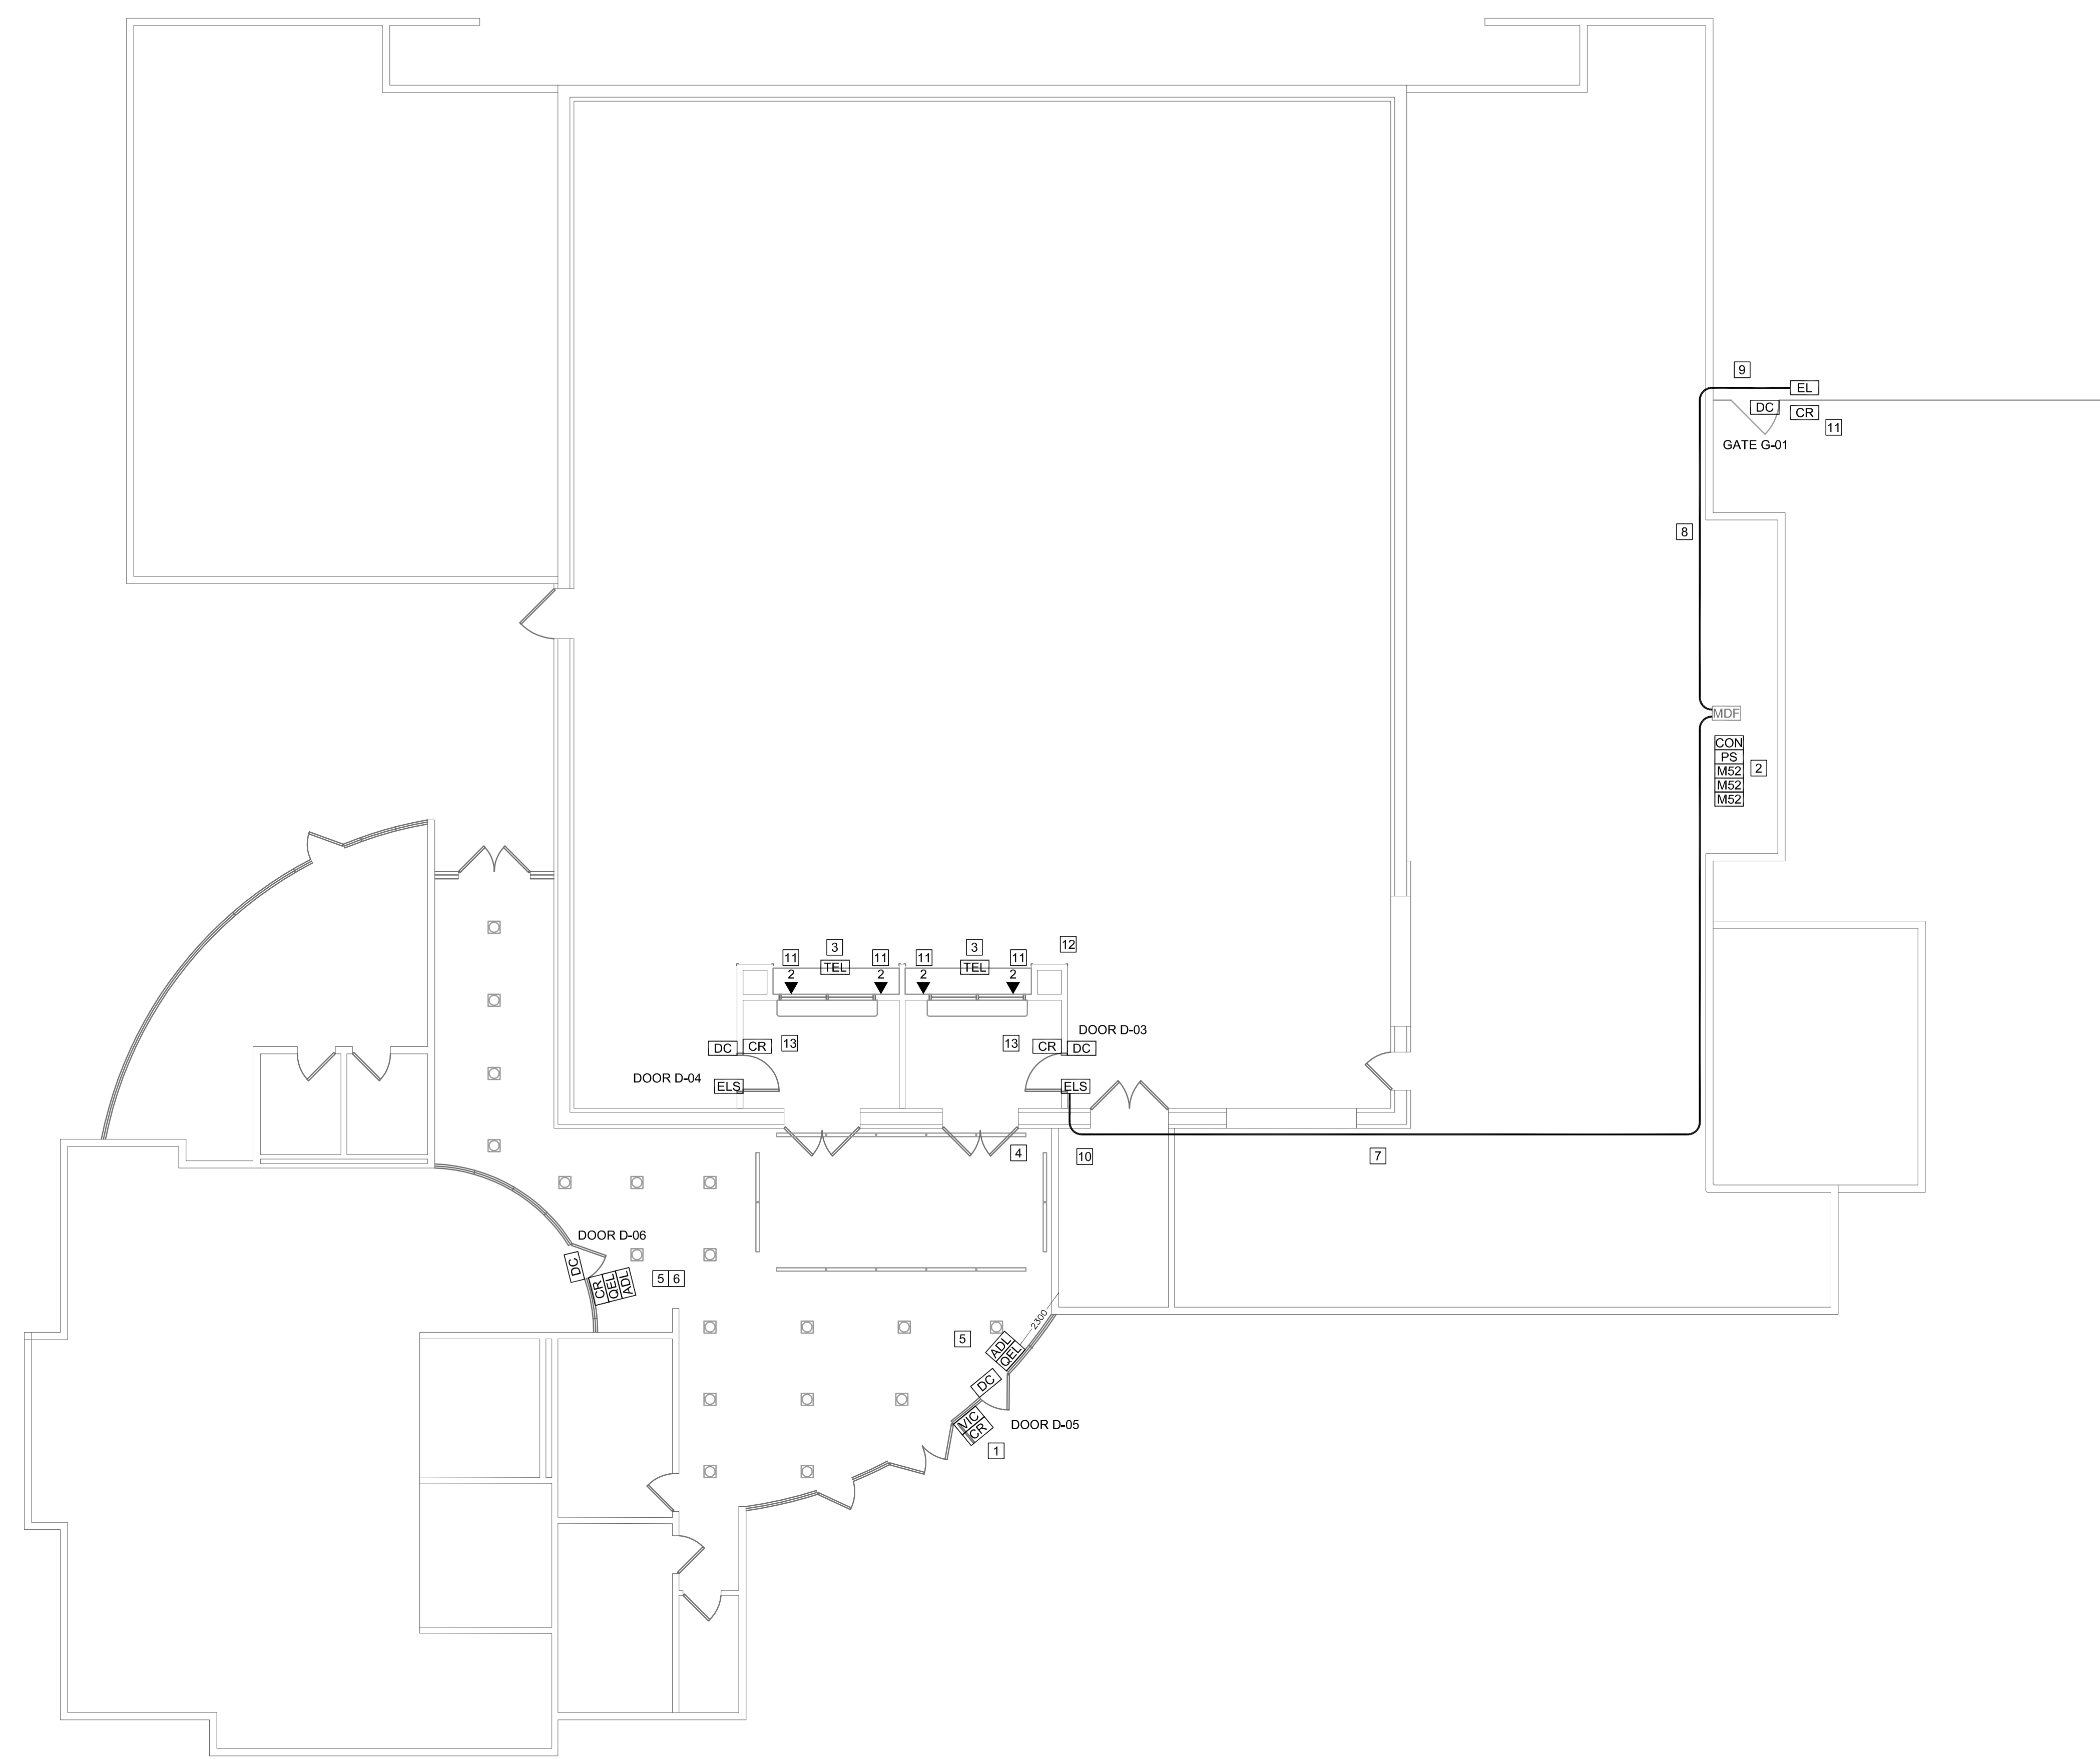 9
EL
DC
CR
11
GATE G-01
8
MDF
CON
PS
M52
M52
M52
2
3
3
12
11
TEL
11
11
TEL
11
2
2
2
2
DOOR D-03
13
13
DC
CR
CR
DC
DOOR D-04
ELS
ELS
4
10
7
DOOR D-06
DC
CR
QEL
ADL
5
6
2300
5
ADL
QEL
DC
VIC
CR
DOOR D-05
1